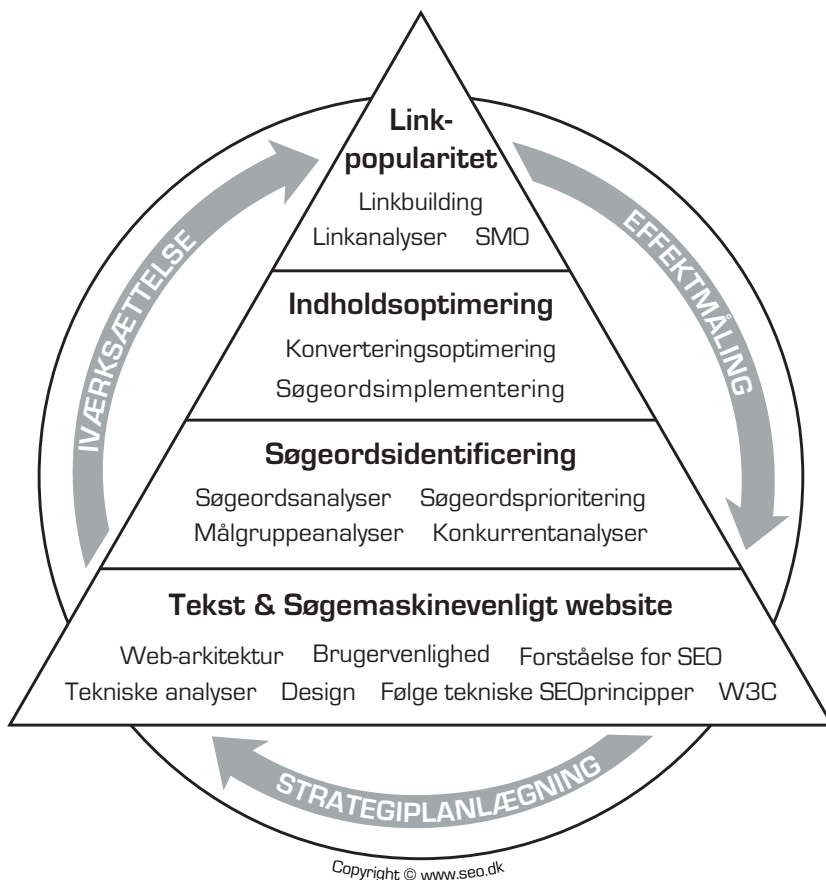 Link-
popularitet
Linkbuilding
Linkanalyser SMO
Indholdsoptimering
Konverteringsoptimering
Søgeordsimplementering
Søgeordsidentificering
Søgeordsanalyser Søgeordsprioritering
Målgruppeanalyser Konkurrentanalyser
Tekst & Søgemaskinevenligt website
Web-arkitektur Brugervenlighed Forståelse for SEO
Tekniske analyser Design Følge tekniske SEOprincipper W3C
IVÆRKSÆTTELSE
EFFEKTMÅLING
STRATEGIPLANLÆGNING
Copyright © www.seo.dk